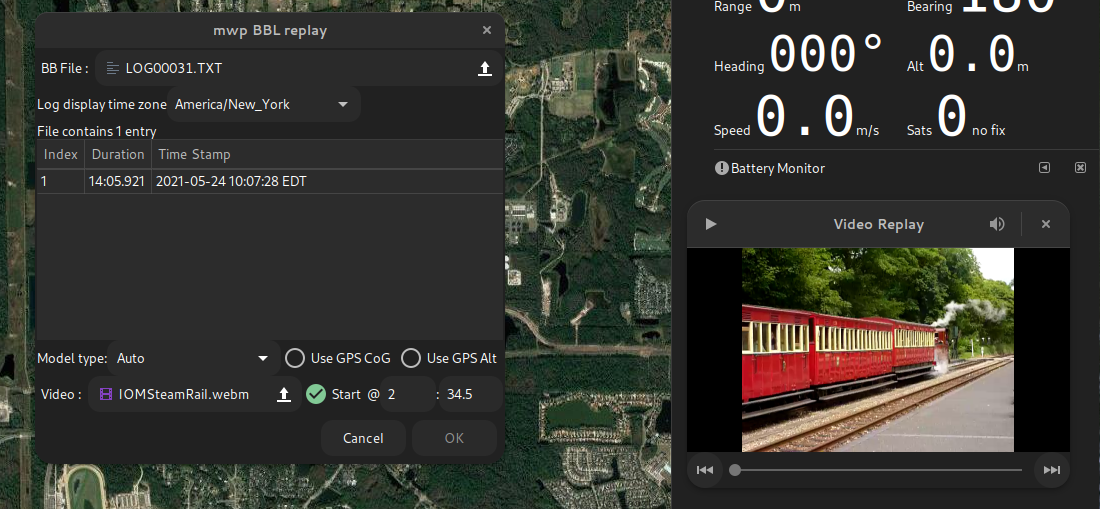 mwp BBL replay
BB File : LOG00031.TXT
Log display time zone America/New_York
File contains 1 entry
Index Duration Time Stamp
1 14:05.921 2021-05-24 10:07:28 EDT
Model type: Auto Use GPS CoG Use GPS Alt
Video : IOMSteamRail.webm Start @ 2 : 34.5
Cancel OK
Range 0 m Bearing 180
Heading 000° Alt 0.0 m
Speed 0.0 m/s Sats 0 no fix
Battery Monitor
Video Replay